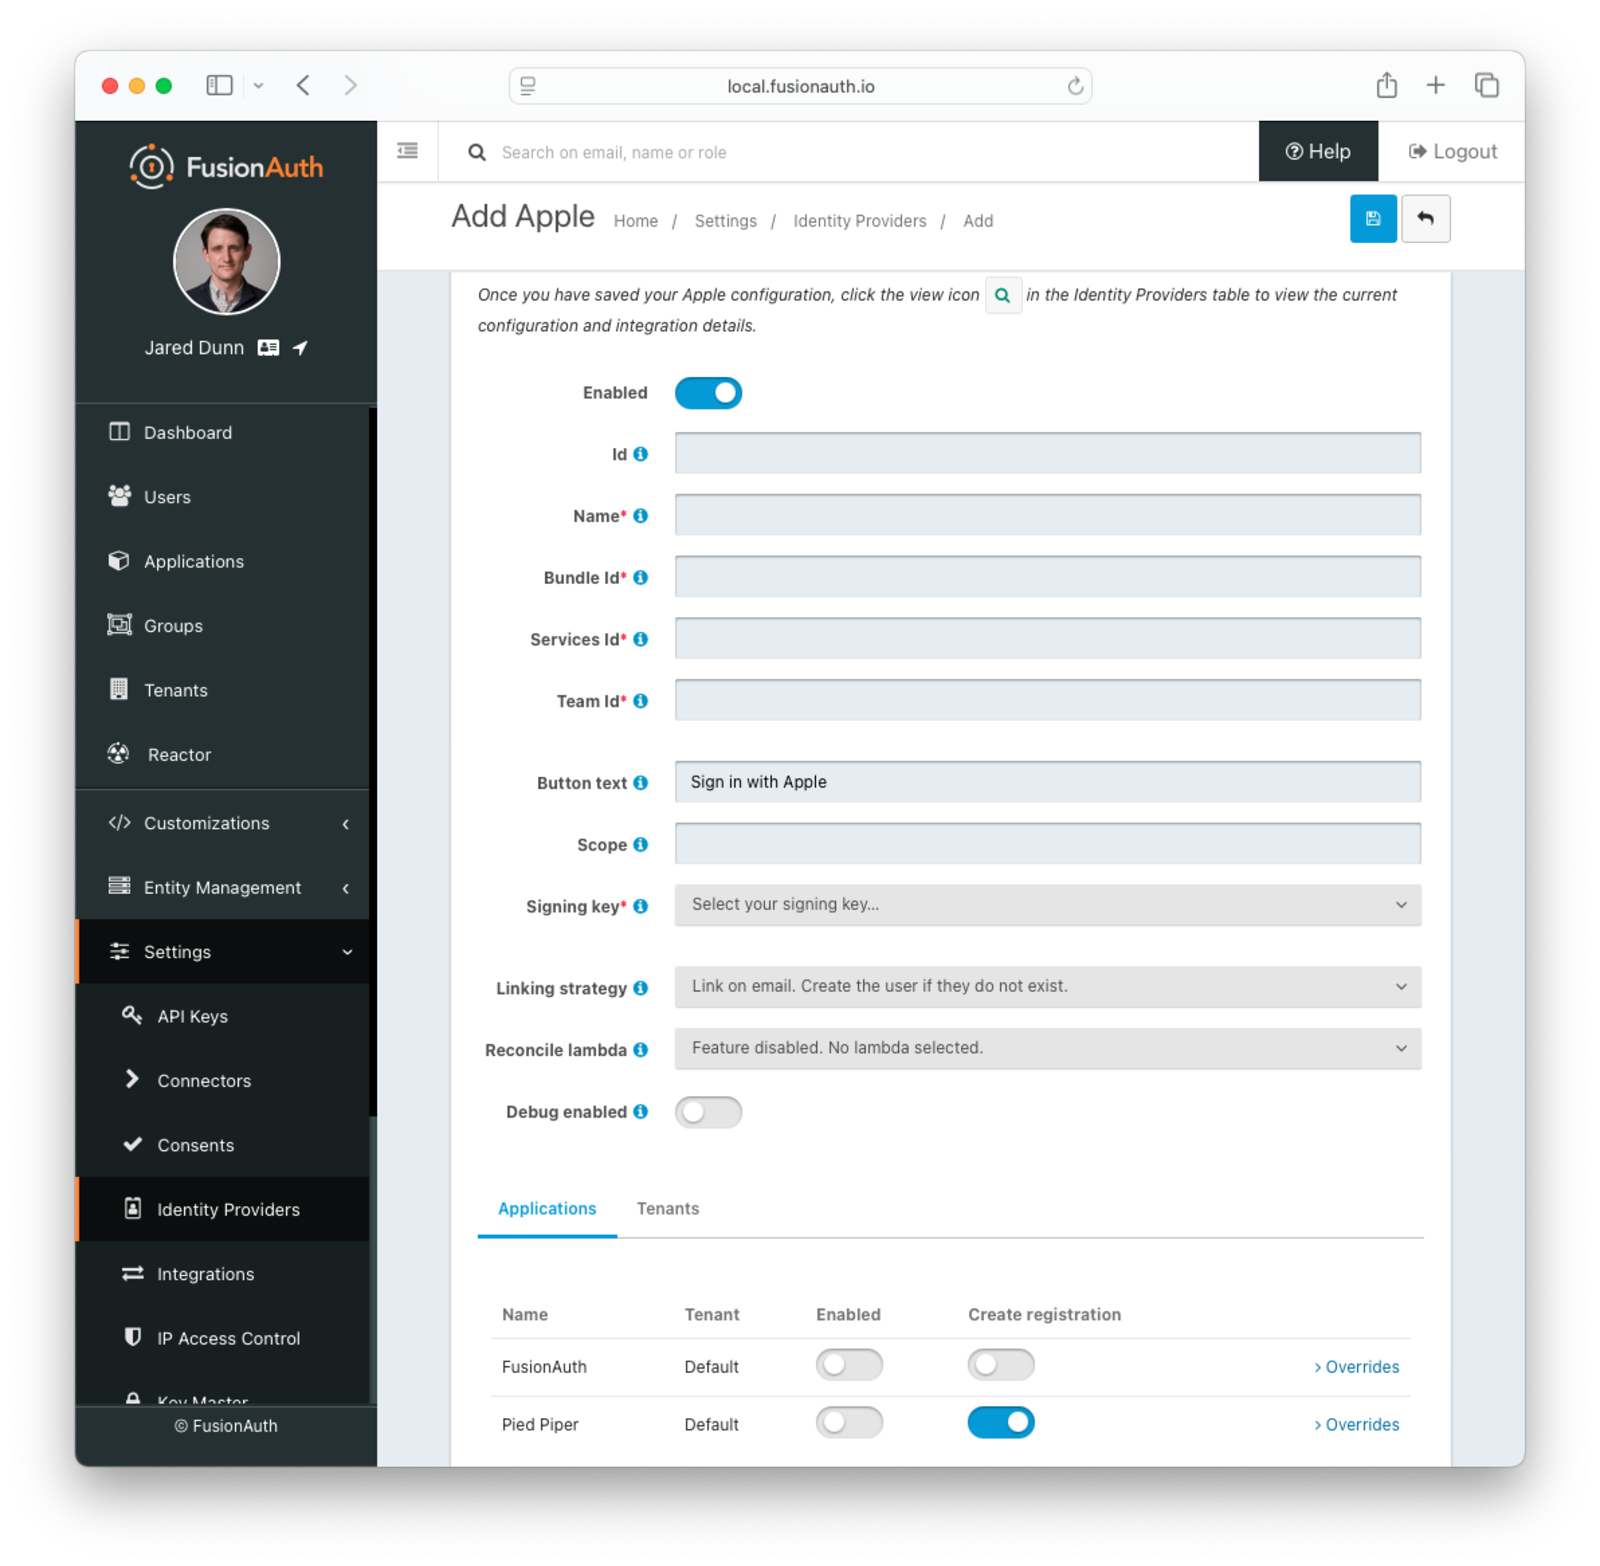 local.fusionauth.io
FusionAuth
Search on email, name or role
Help
Logout
Add Apple
Home / Settings / Identity Providers / Add
Jared Dunn
Dashboard
Users
Applications
Groups
Tenants
Reactor
Customizations
Entity Management
Settings
API Keys
Connectors
Consents
Identity Providers
Integrations
IP Access Control
Key Master
© FusionAuth
Once you have saved your Apple configuration, click the view icon in the Identity Providers table to view the current
configuration and integration details.
Enabled
Id
Name*
Bundle Id*
Services Id*
Team Id*
Button text Sign in with Apple
Scope
Signing key* Select your signing key...
Linking strategy Link on email. Create the user if they do not exist.
Reconcile lambda Feature disabled. No lambda selected.
Debug enabled
Applications Tenants
Name Tenant Enabled Create registration
FusionAuth Default > Overrides
Pied Piper Default > Overrides